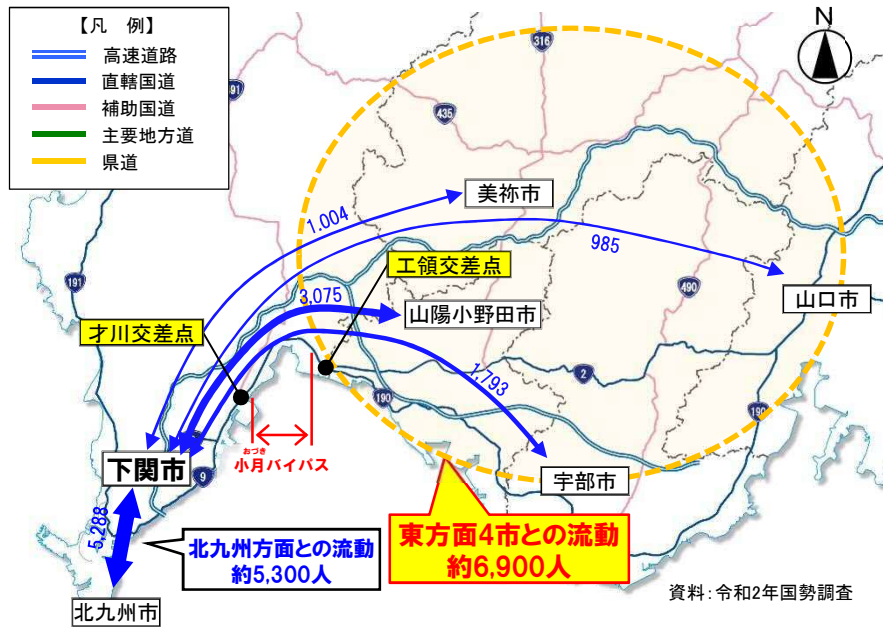 【凡　例】
高速道路
直轄国道
補助国道
主要地方道
県道
N
316
491
435
美祢市
1.004
985
工領交差点
191
3,075
490
山口市
山陽小野田市
才川交差点
1,793
2
190
190
おづき
小月バイパス
下関市
9
宇部市
5,288
北九州方面との流動
約5,300人
東方面4市との流動
約6,900人
北九州市
資料:令和2年国勢調査